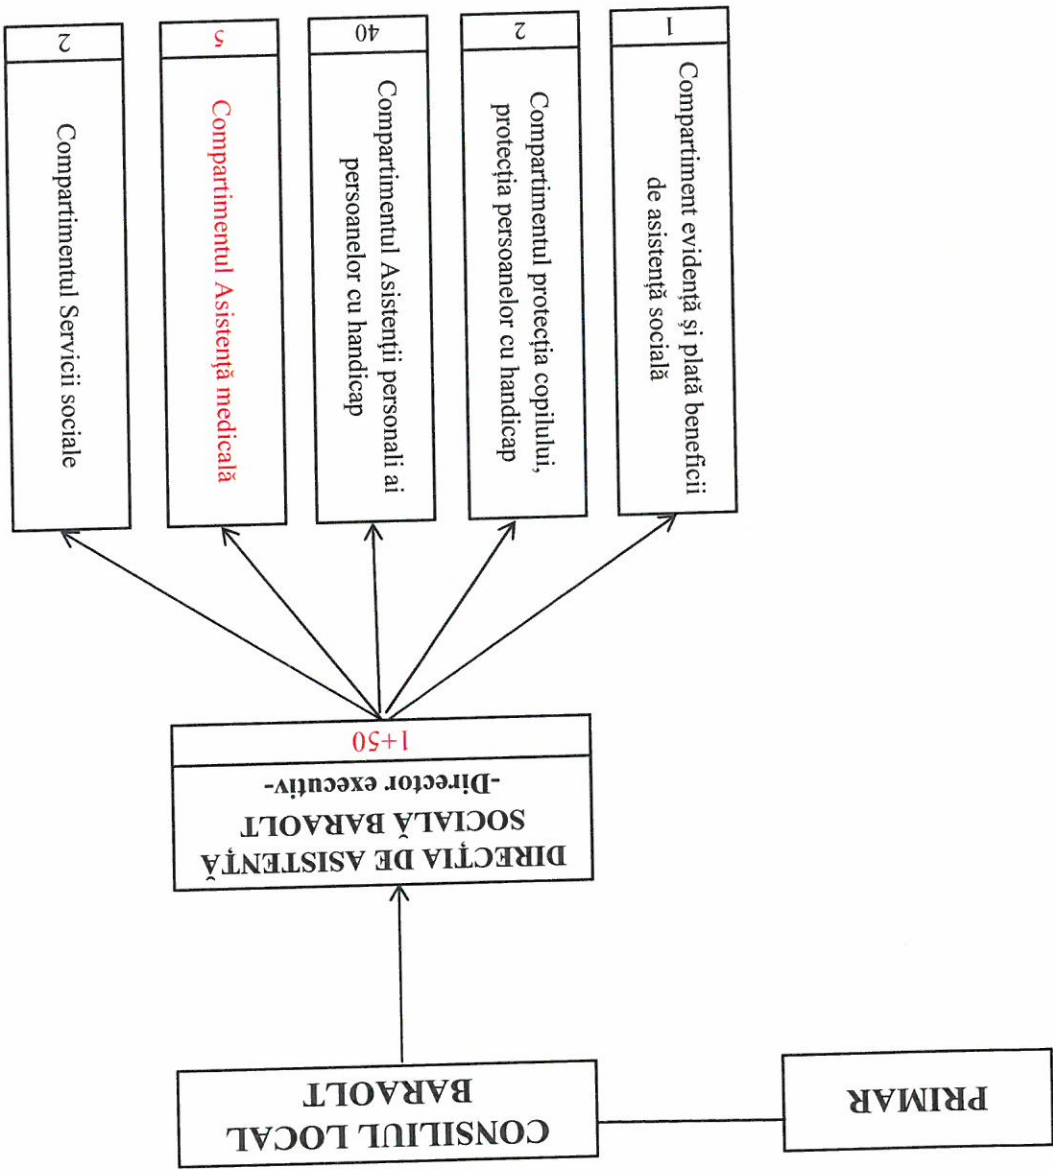 PRIMAR
CONSILIUL LOCAL
BARAOLT
DIRECȚIA DE ASISTENȚĂ
SOCIALĂ BARAOLT
-Director executiv-
1+50
Compartiment evidență și plată beneficii
de asistență socială
1
Compartimentul protecția copilului,
protecția persoanelor cu handicap
2
Compartimentul Asistenții personali ai
persoanelor cu handicap
40
Compartimentul Asistență medicală
5
Compartimentul Servicii sociale
2